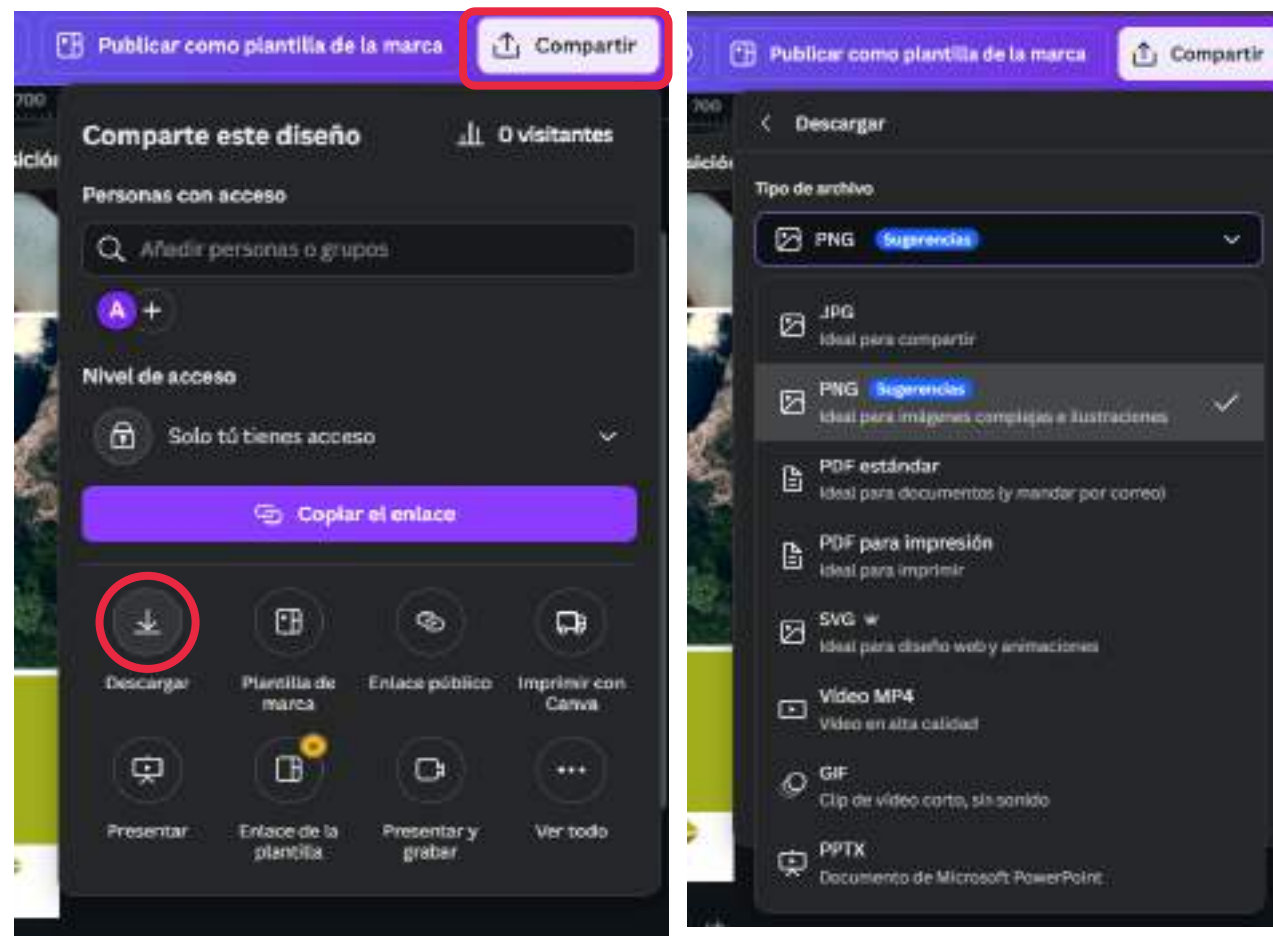 Publicar como plantilla de la marca
Compartir
700
sición
Comparte este diseño
0 visitantes
Personas con acceso
Añadir personas o grupos
A +
Nivel de acceso
Solo tú tienes acceso
Copiar el enlace
Descargar
Plantilla de
marca
Enlace público
Imprimir con
Canva
Presentar
Enlace de la
plantilla
Presentar y
grabar
Ver todo
Publicar como plantilla de la marca
Compartir
700
sició
Descargar
Tipo de archivo
PNG Sugerencias
JPG
Ideal para compartir
PNG Sugerencias
Ideal para imágenes complejas e ilustraciones
PDF estándar
Ideal para documentos (y mandar por correo)
PDF para impresión
Ideal para imprimir
SVG
Ideal para diseño web y animaciones
Vídeo MP4
Vídeo en alta calidad
GIF
Clip de vídeo corto, sin sonido
PPTX
Documento de Microsoft PowerPoint